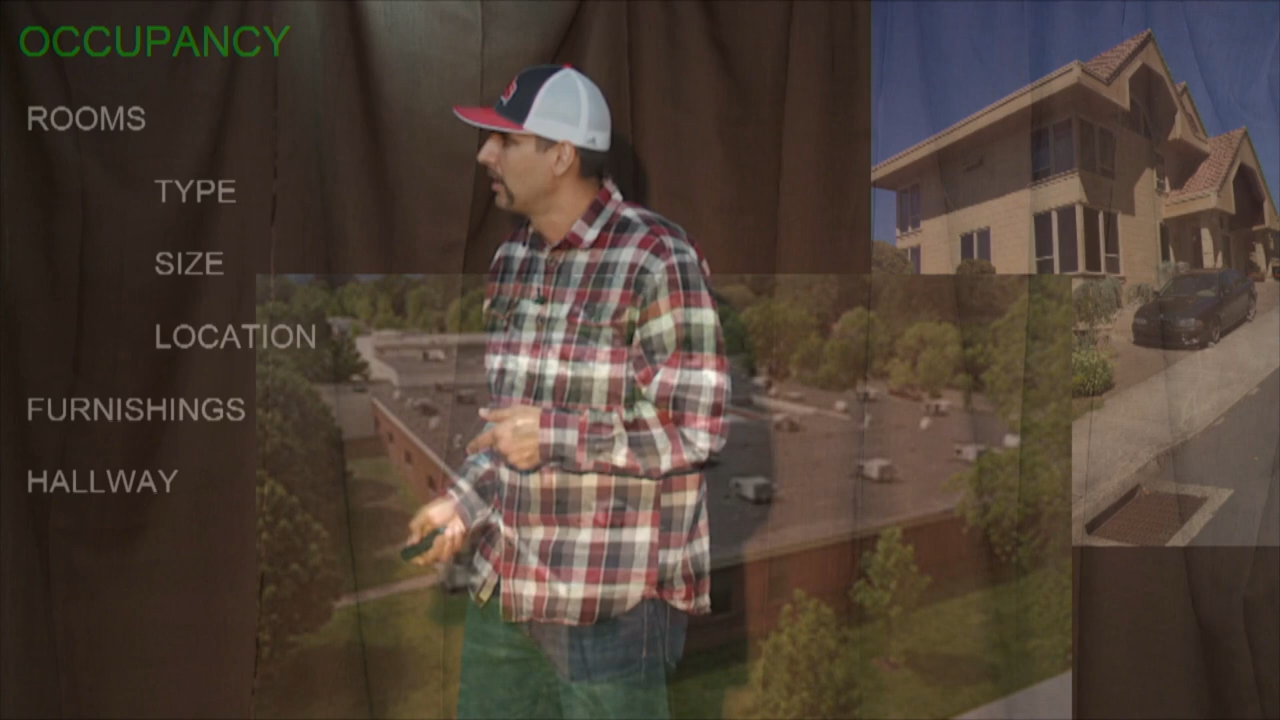 OCCUPANCY
ROOMS
TYPE
SIZE
LOCATION
FURNISHINGS
HALLWAY